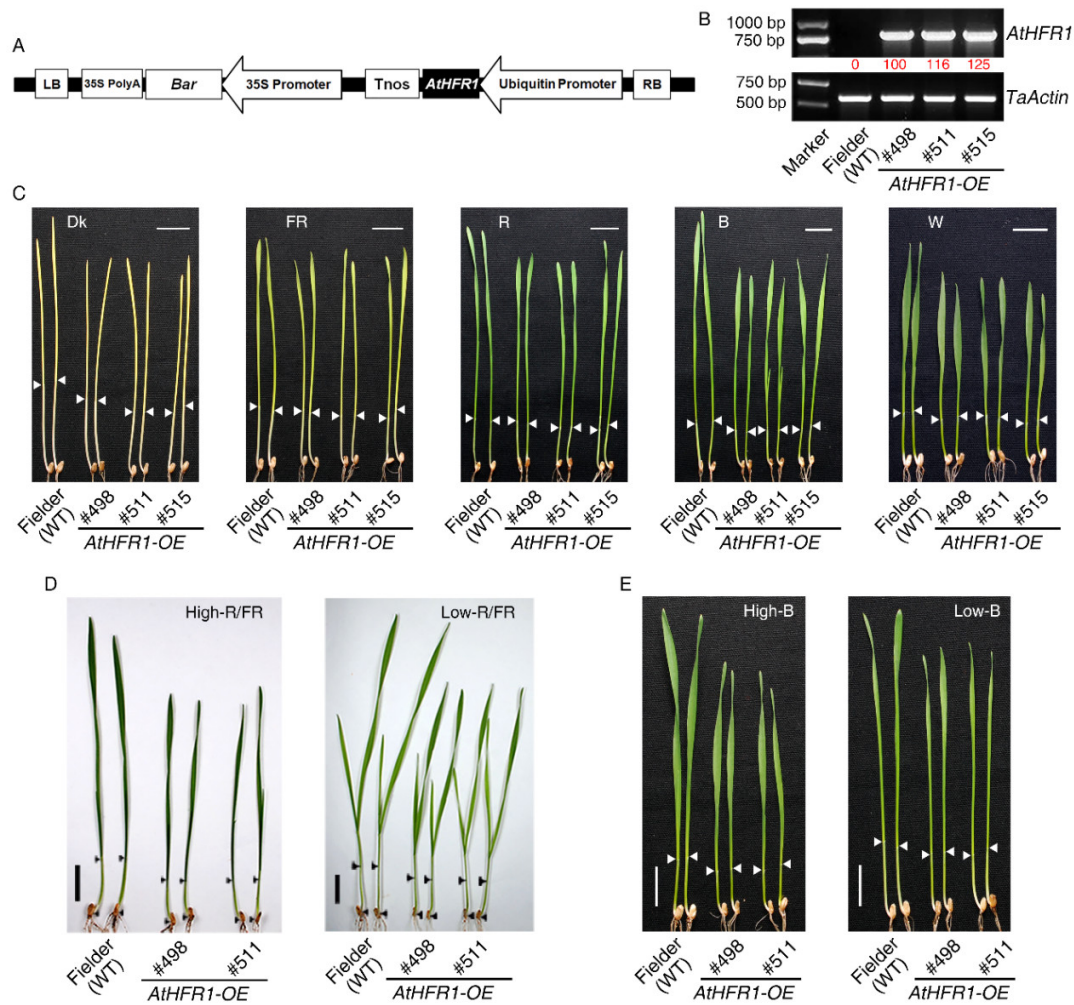 A
LB
35S PolyA
Bar
35S Promoter
Tnos
AtHFR1
Ubiquitin Promoter
RB
B
1000 bp
750 bp
AtHFR1
0 100 116 125
750 bp
500 bp
TaActin
Marker
Fielder
(WT)
#498
#511
#515
AtHFR1-OE
C
Dk
FR
R
B
W
Fielder
(WT)
#498
#511
#515
AtHFR1-OE
Fielder
(WT)
#498
#511
#515
AtHFR1-OE
Fielder
(WT)
#498
#511
#515
AtHFR1-OE
Fielder
(WT)
#498
#511
#515
AtHFR1-OE
Fielder
(WT)
#498
#511
#515
AtHFR1-OE
D
High-R/FR
Low-R/FR
Fielder
(WT)
#498
#511
AtHFR1-OE
Fielder
(WT)
#498
#511
AtHFR1-OE
E
High-B
Low-B
Fielder
(WT)
#498
#511
AtHFR1-OE
Fielder
(WT)
#498
#511
AtHFR1-OE